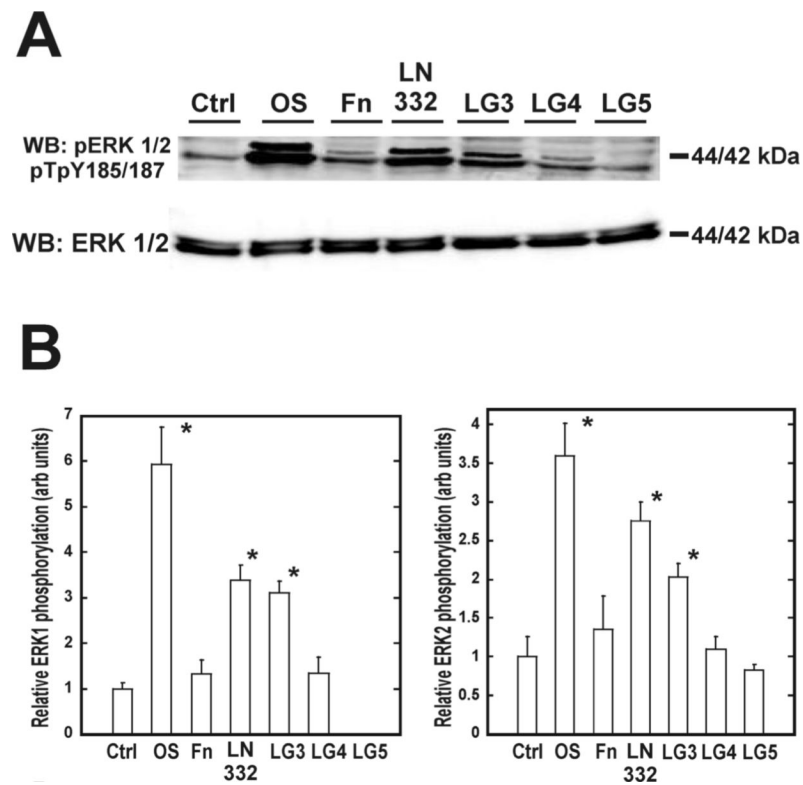 A
Ctrl OS Fn LN 332 LG3 LG4 LG5
WB: pERK 1/2
pTpY185/187
44/42 kDa
WB: ERK 1/2
44/42 kDa
B
Relative ERK1 phosphorylation (arb units)
7
6
5
4
3
2
1
0
*
*
*
Ctrl OS Fn LN 332 LG3 LG4 LG5
Relative ERK2 phosphorylation (arb units)
4
3.5
3
2.5
2
1.5
1
0.5
0
*
*
*
Ctrl OS Fn LN 332 LG3 LG4 LG5